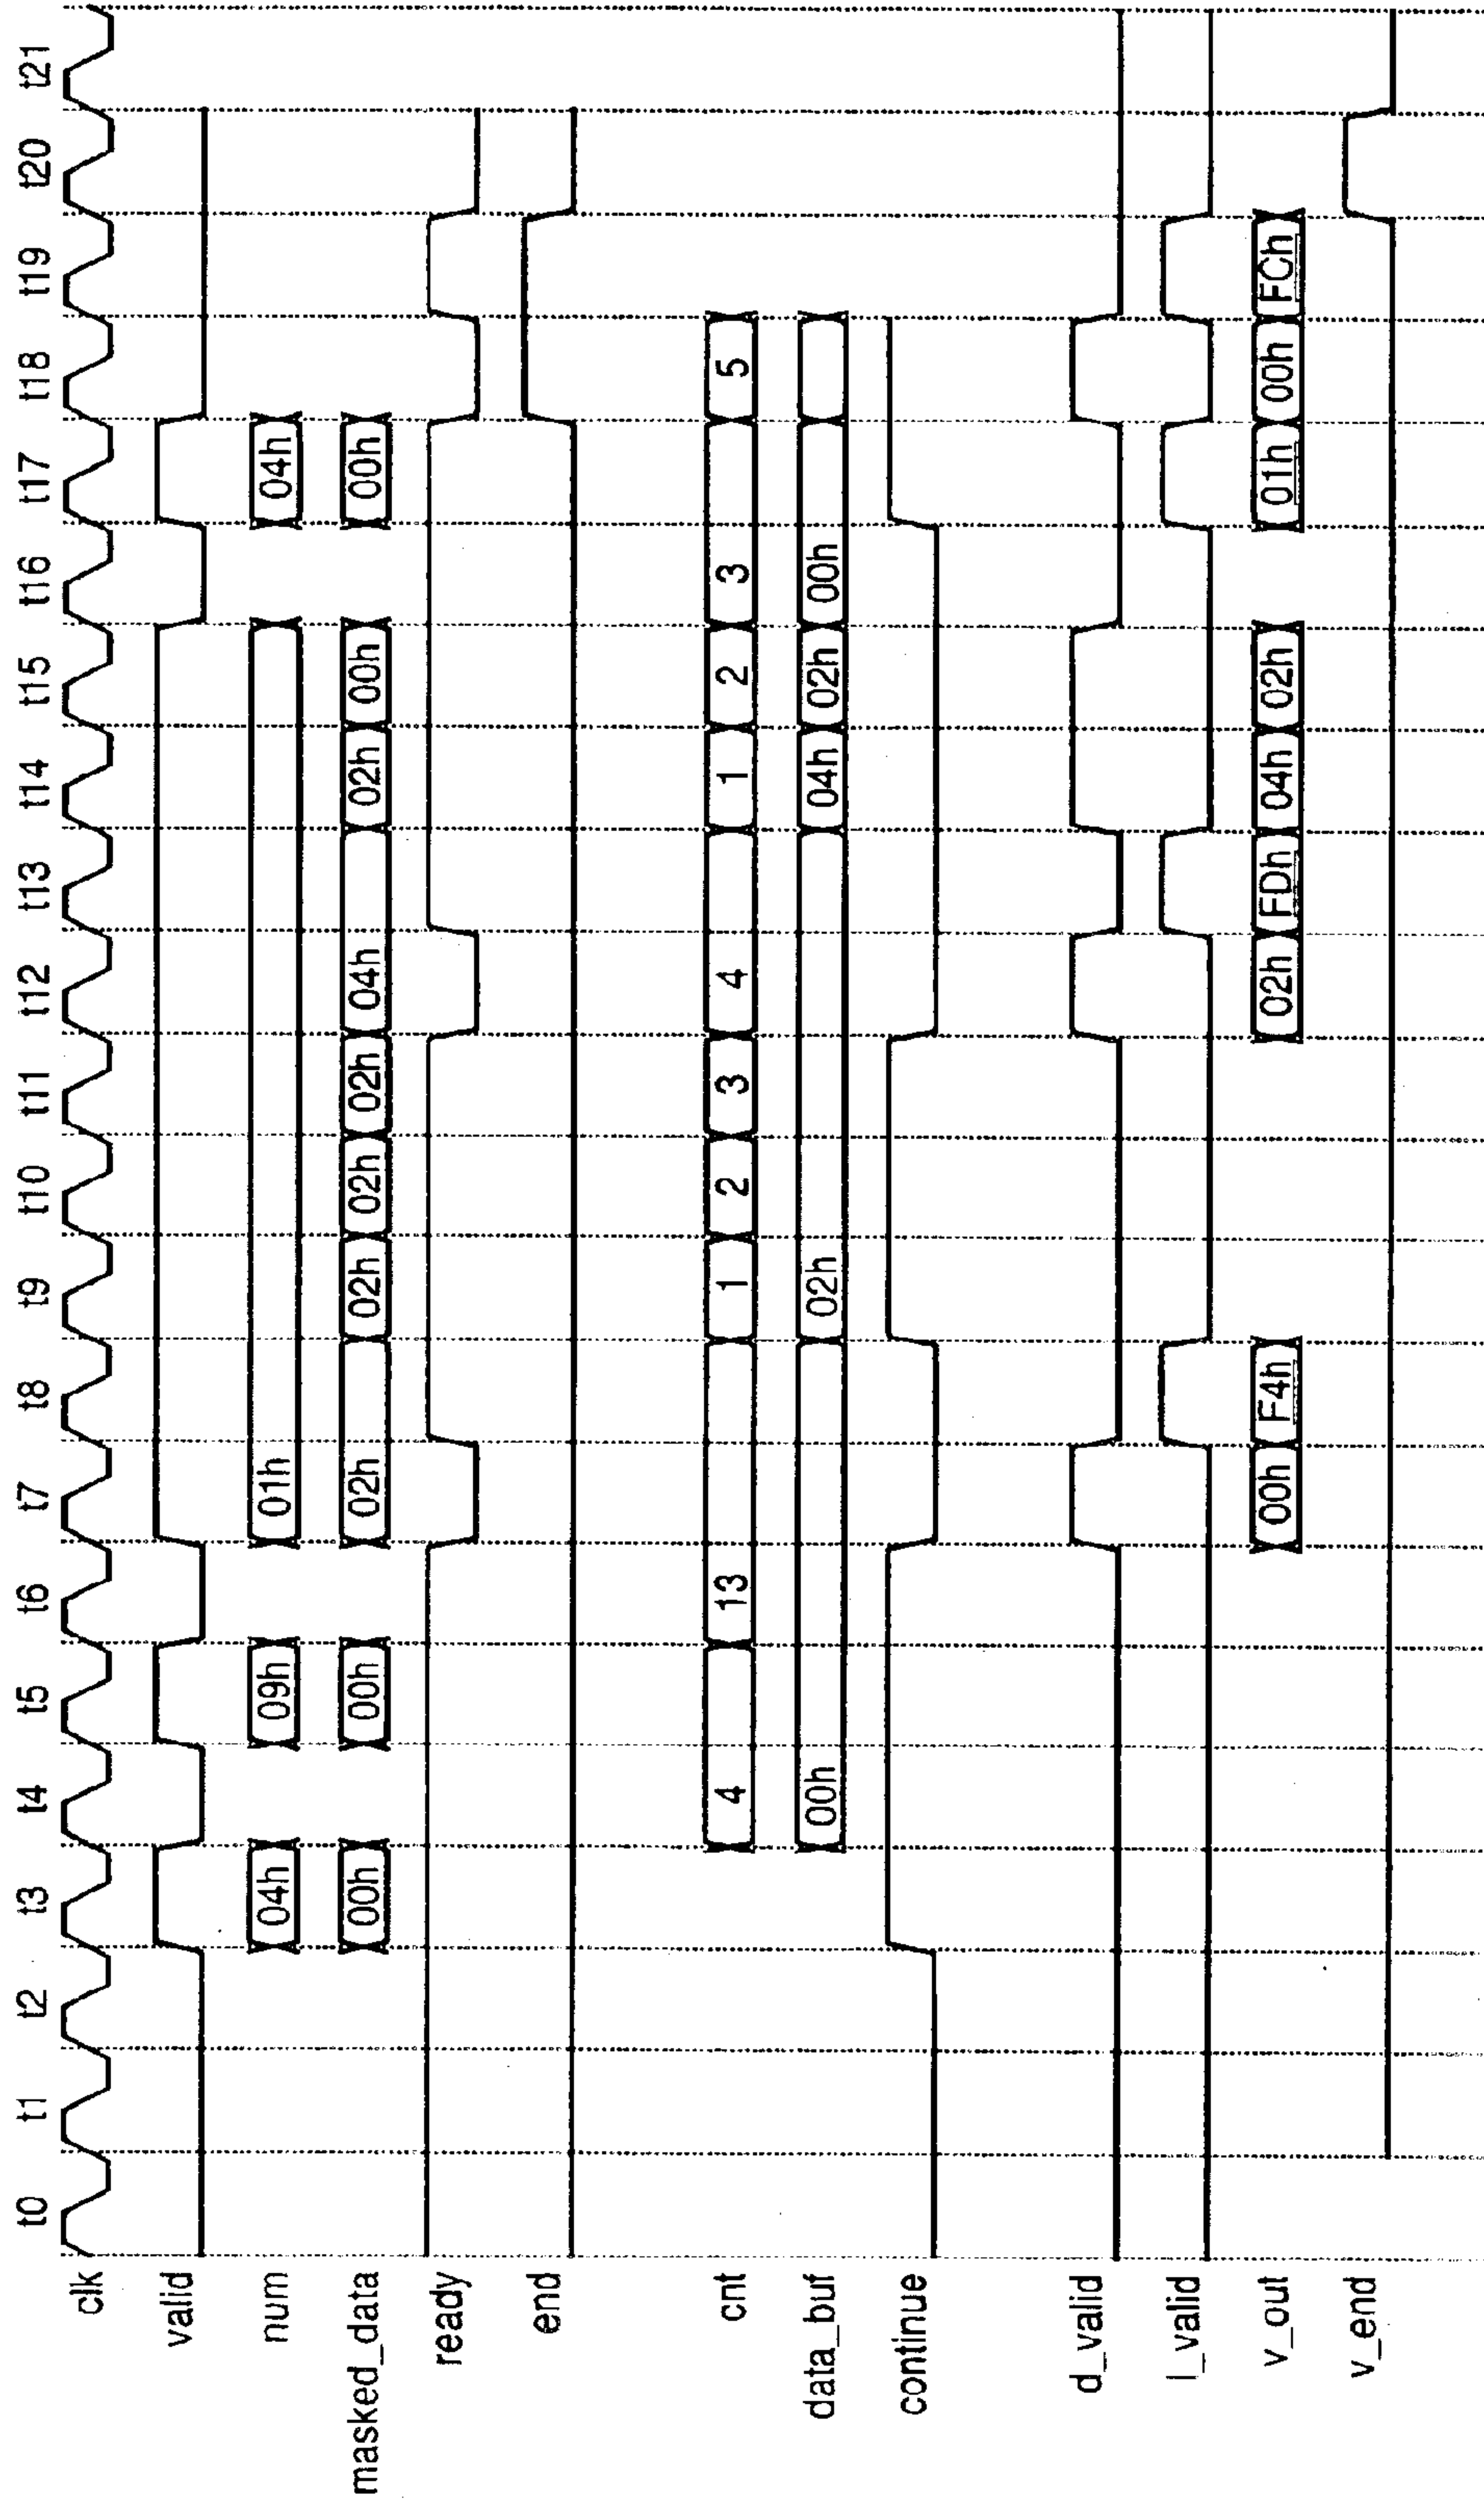 t0 t1 t2 t3 t4 t5 t6 t7 t8 t9 t10 t11 t12 t13 t14 t15 t16 t17 t18 t19 t20 t21
clk
valid
num 04h 09h 01h 04h
masked_data 00h 00h 02h 02h 02h 02h 04h 02h 00h 00h
ready
end
cnt 4 13 1 2 3 4 1 2 3 5
data_buf 00h 02h 04h 02h 00h
continue
d_valid
l_valid
v_out 00h F4h 02h FDh 04h 02h 01h 00h FCh
v_end